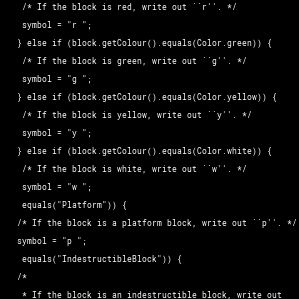 /* If the block is red, write out ``r''. */
symbol = "r ";
} else if (block.getColour().equals(Color.green)) {
/* If the block is green, write out ``g''. */
symbol = "g ";
} else if (block.getColour().equals(Color.yellow)) {
/* If the block is yellow, write out ``y''. */
symbol = "y ";
} else if (block.getColour().equals(Color.white)) {
/* If the block is white, write out ``w''. */
symbol = "w ";
equals("Platform")) {
/* If the block is a platform block, write out ``p''. */
symbol = "p ";
equals("IndestructibleBlock")) {
/*
* If the block is an indestructible block, write out